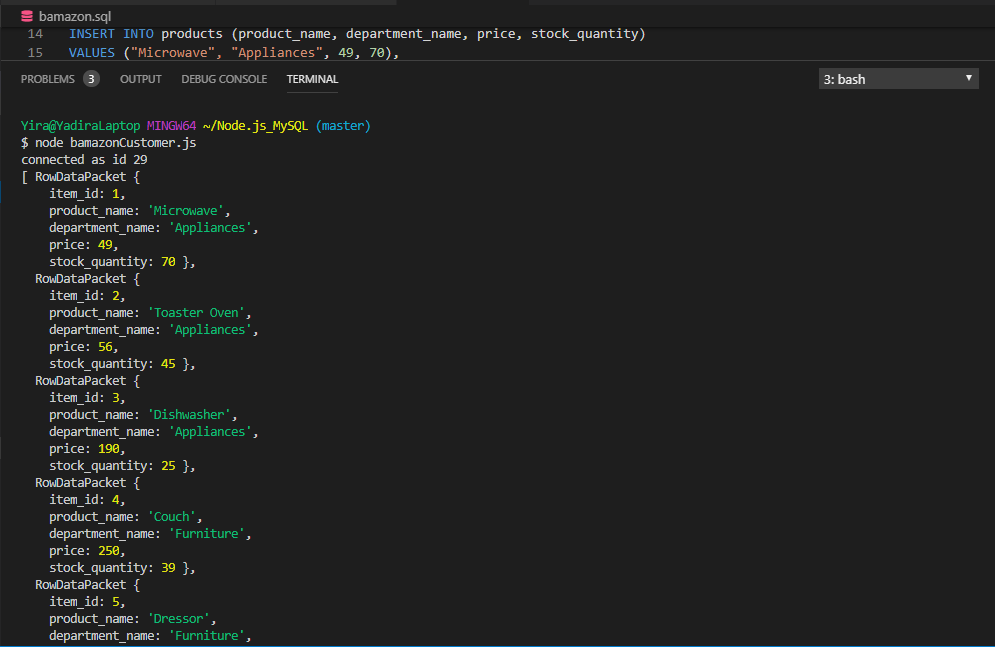 bamazon.sql
14 INSERT INTO products (product_name, department_name, price, stock_quantity)
15 VALUES ("Microwave", "Appliances", 49, 70),
PROBLEMS 3 OUTPUT DEBUG CONSOLE TERMINAL 3: bash
Yira@YadiraLaptop MINGW64 ~/Node.js_MySQL (master)
$ node bamazonCustomer.js
connected as id 29
[ RowDataPacket {
item_id: 1,
product_name: 'Microwave',
department_name: 'Appliances',
price: 49,
stock_quantity: 70 },
RowDataPacket {
item_id: 2,
product_name: 'Toaster Oven',
department_name: 'Appliances',
price: 56,
stock_quantity: 45 },
RowDataPacket {
item_id: 3,
product_name: 'Dishwasher',
department_name: 'Appliances',
price: 190,
stock_quantity: 25 },
RowDataPacket {
item_id: 4,
product_name: 'Couch',
department_name: 'Furniture',
price: 250,
stock_quantity: 39 },
RowDataPacket {
item_id: 5,
product_name: 'Dressor',
department_name: 'Furniture',